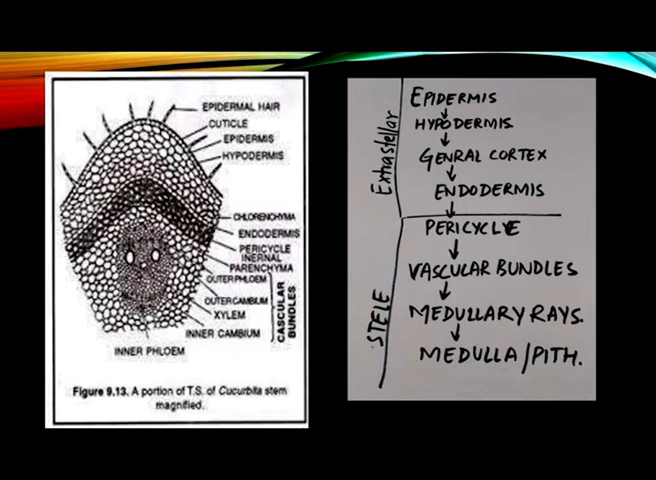 EPIDERMAL HAIR
CUTICLE
EPIDERMIS
HYPODERMIS
CHLORENCHYMA
ENDODERMIS
PERICYCLE
INERNAL
PARENCHYMA
OUTER PHLOEM
OUTER CAMBIUM
XYLEM
INNER CAMBIUM
INNER PHLOEM
CASCULAR
BUNDLES
Figure 9.13. A portion of T.S. of Cucurbita stem
magnified.
Extrastellar
EPIDERMIS
HYPODERMIS
GENRAL CORTEX
ENDODERMIS
STELE
PERICYCLE
VASCULAR BUNDLES
MEDULLARY RAYS.
MEDULLA/PITH.